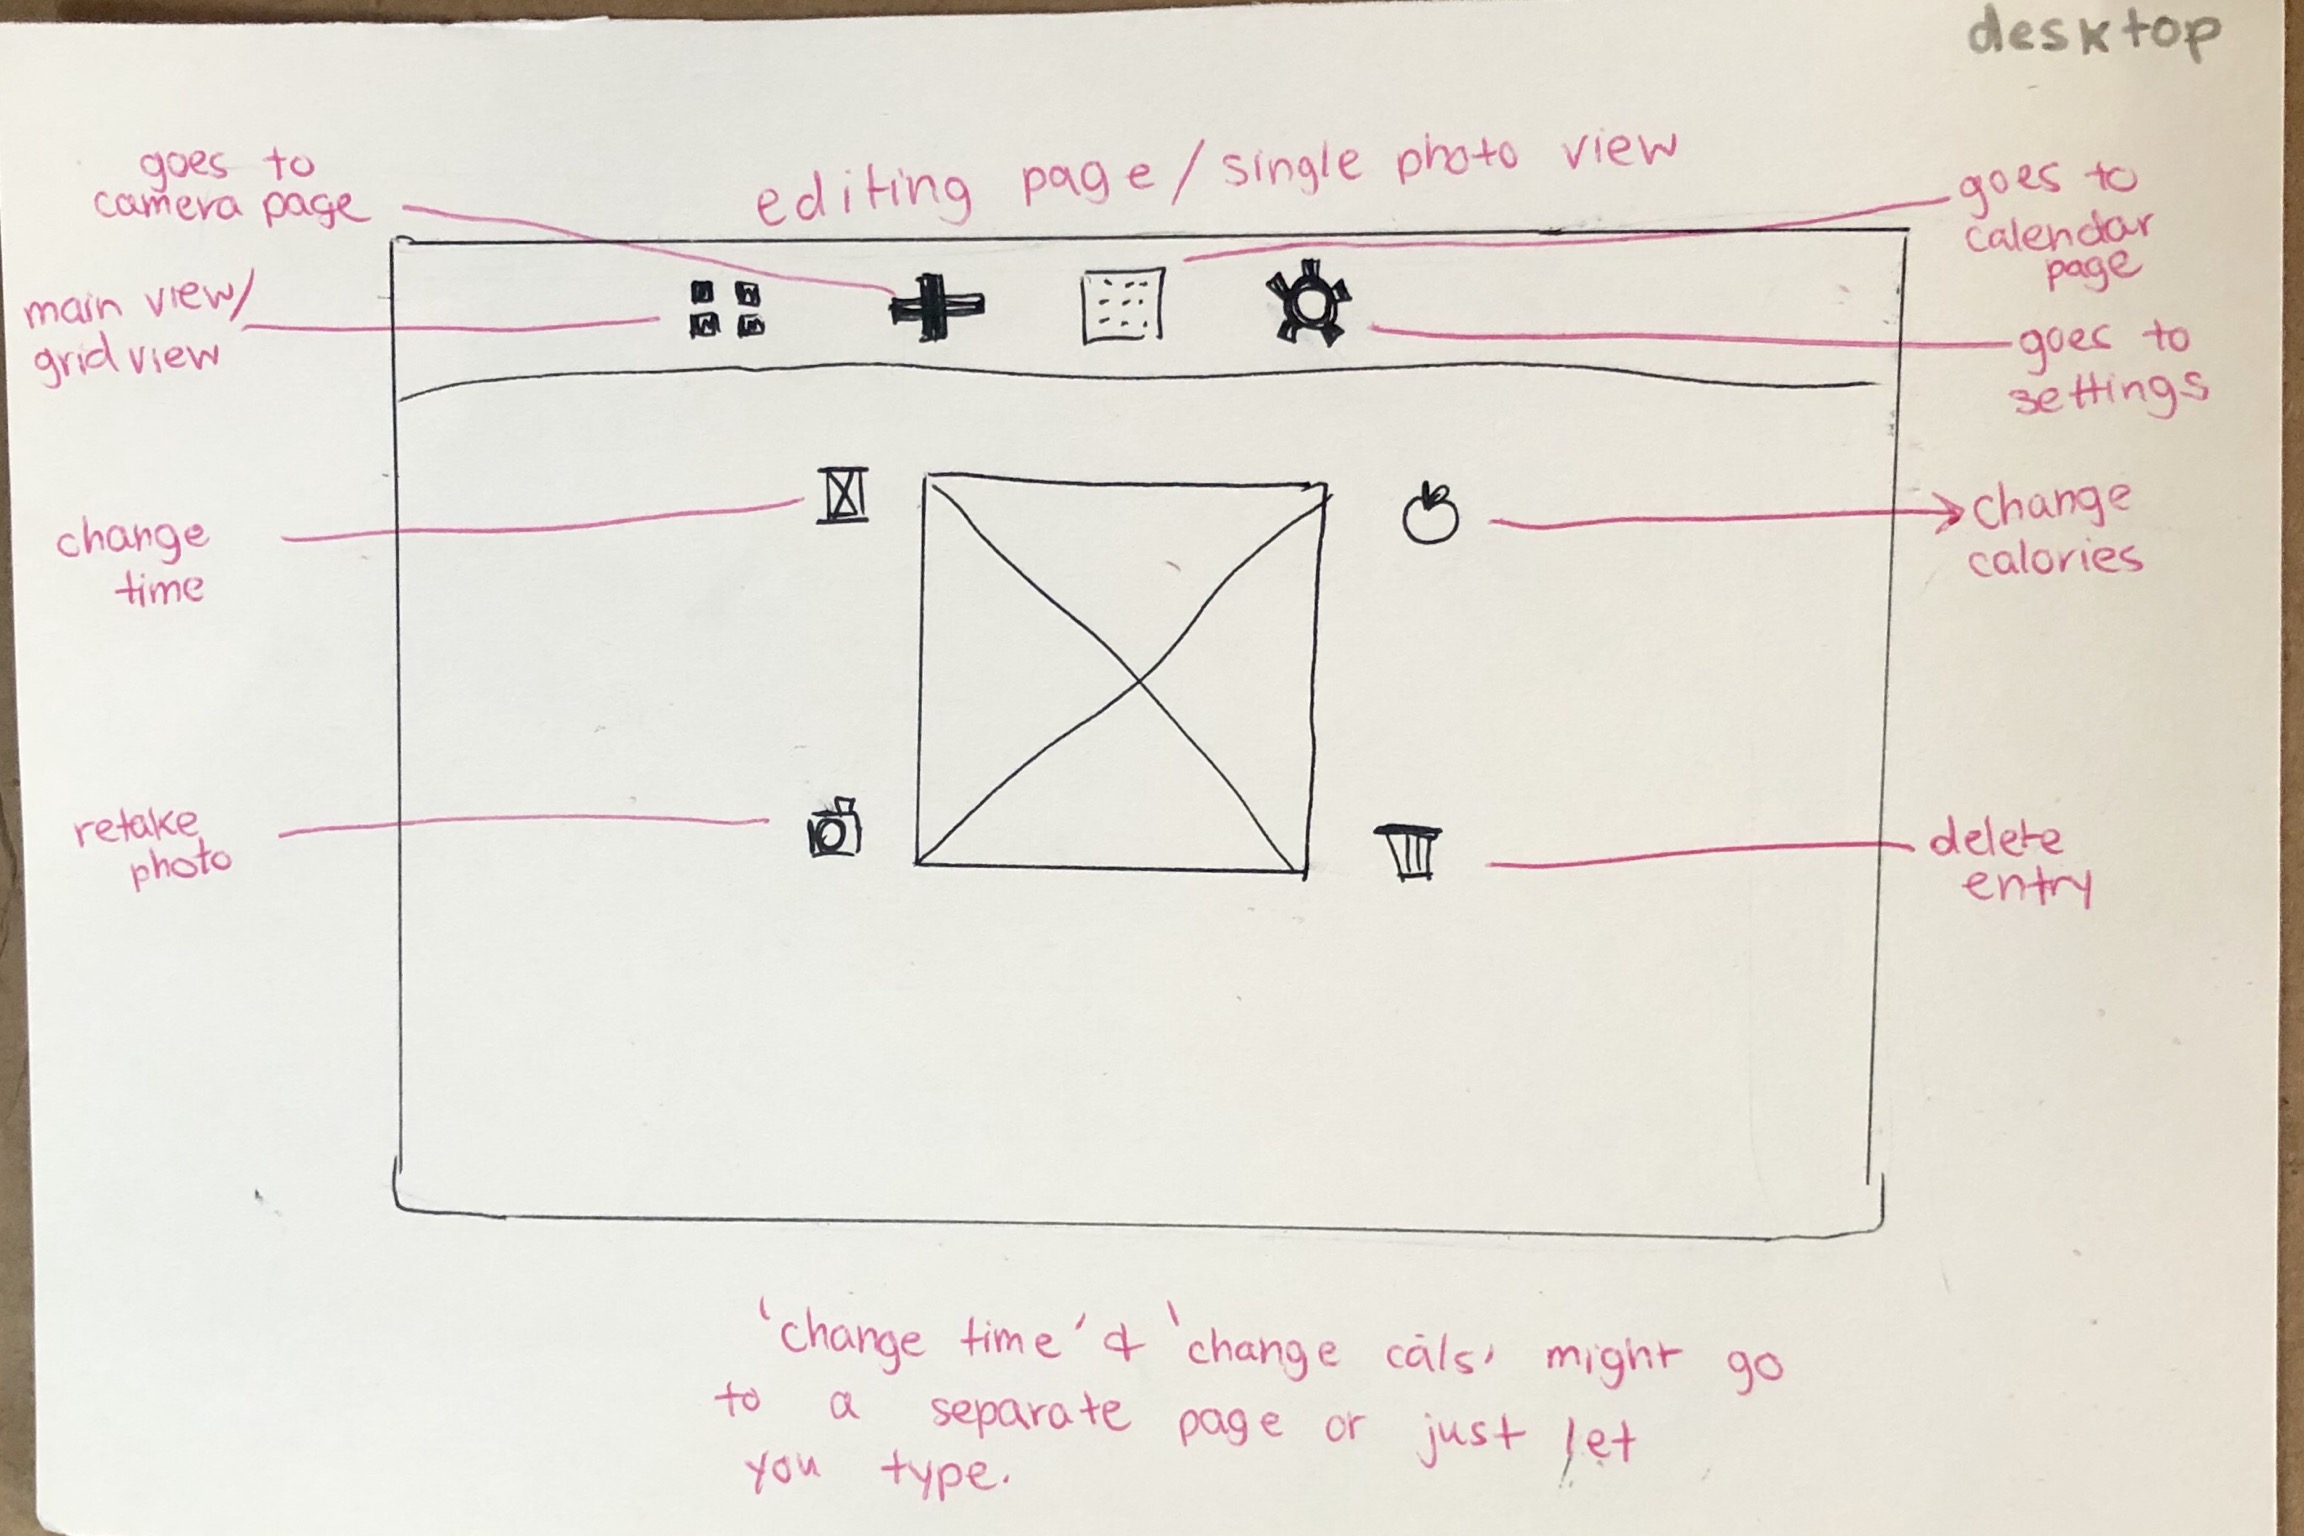 desktop
editing page/single photo view
goes to
camera page
main view/
grid view
change
time
retake
photo
goes to
calendar
page
goes to
settings
change
calories
delete
entry
'change time' & 'change cals' might go
to a separate page or just let
you type.